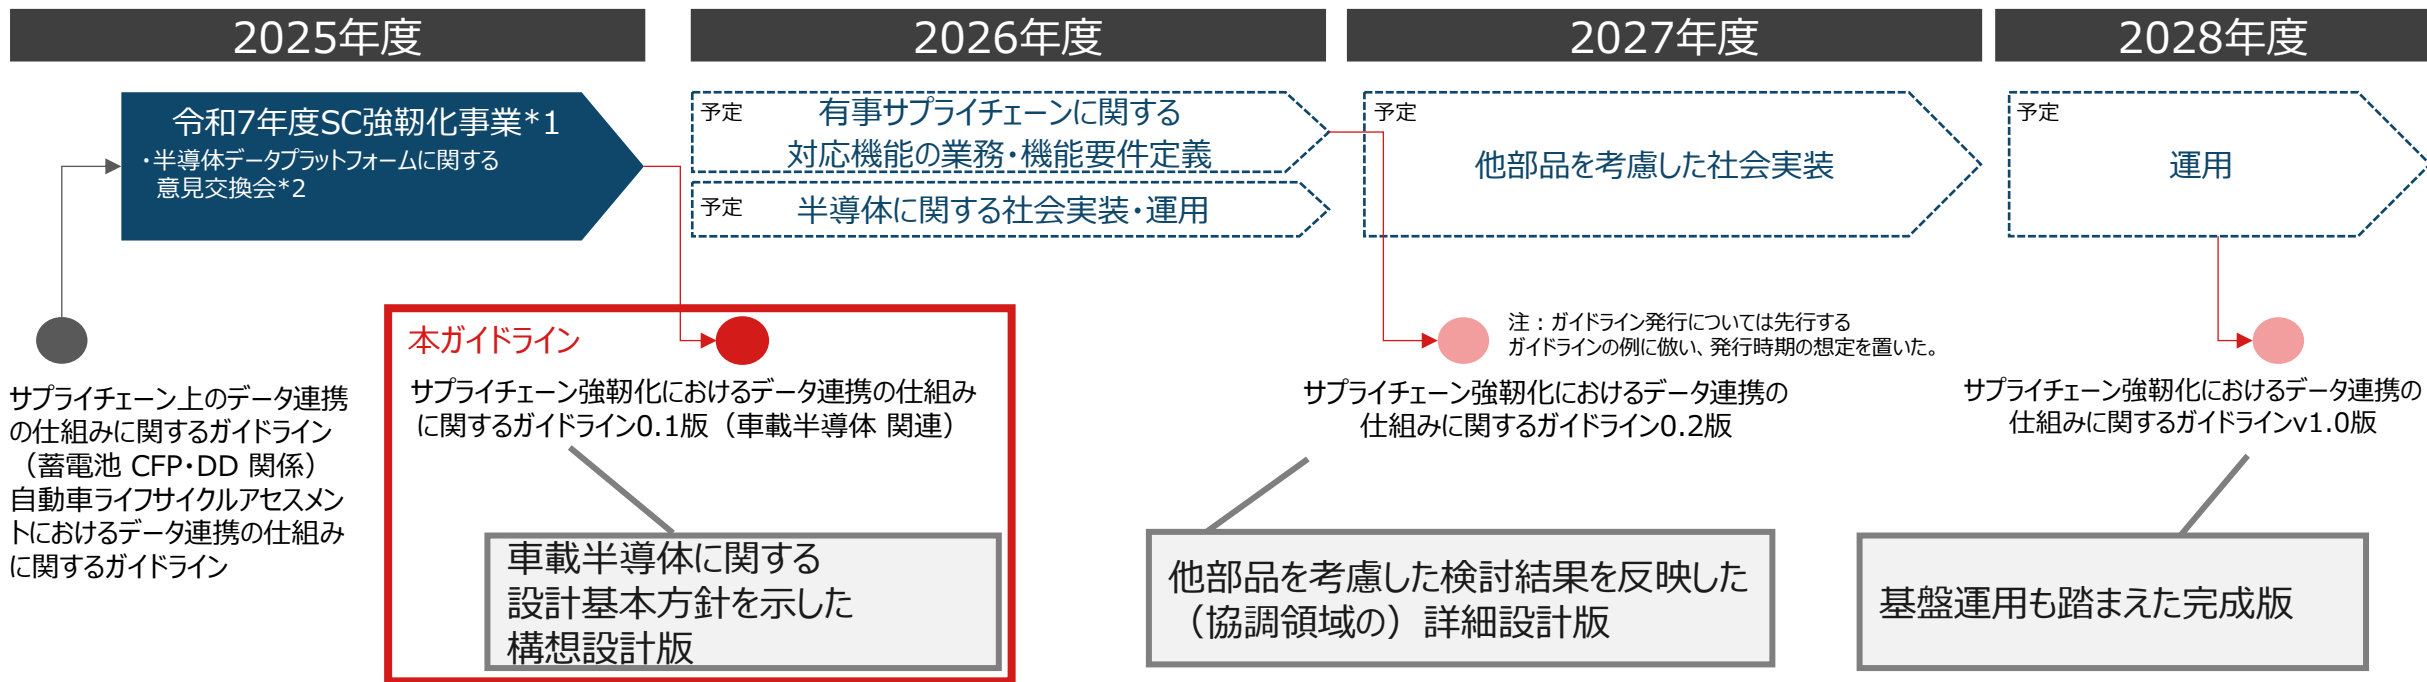 2025年度
2026年度
2027年度
2028年度
令和7年度SC強靭化事業*1
・半導体データプラットフォームに関する
意見交換会*2
予定
有事サプライチェーンに関する
対応機能の業務・機能要件定義
予定
半導体に関する社会実装・運用
予定
他部品を考慮した社会実装
予定
運用
サプライチェーン上のデータ連携
の仕組みに関するガイドライン
（蓄電池 CFP・DD 関係）
自動車ライフサイクルアセスメン
トにおけるデータ連携の仕組み
に関するガイドライン
本ガイドライン
サプライチェーン強靭化におけるデータ連携の仕組み
に関するガイドライン0.1版（車載半導体 関連）
車載半導体に関する
設計基本方針を示した
構想設計版
注：ガイドライン発行については先行する
ガイドラインの例に倣い、発行時期の想定を置いた。
サプライチェーン強靭化におけるデータ連携の
仕組みに関するガイドライン0.2版
他部品を考慮した検討結果を反映した
（協調領域の）詳細設計版
サプライチェーン強靭化におけるデータ連携の
仕組みに関するガイドラインv1.0版
基盤運用も踏まえた完成版